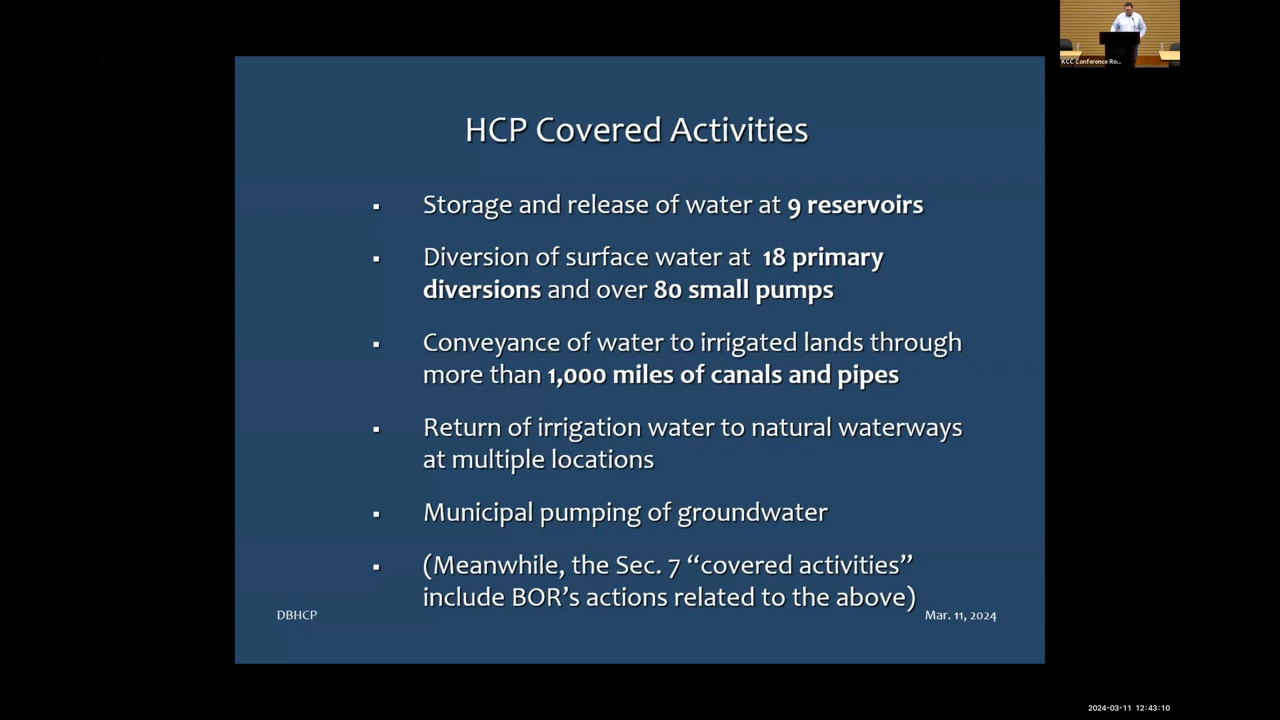 KCC Conference Ro...
HCP Covered Activities
▪ Storage and release of water at 9 reservoirs
▪ Diversion of surface water at 18 primary
diversions and over 80 small pumps
▪ Conveyance of water to irrigated lands through
more than 1,000 miles of canals and pipes
▪ Return of irrigation water to natural waterways
at multiple locations
▪ Municipal pumping of groundwater
▪ (Meanwhile, the Sec. 7 “covered activities”
include BOR’s actions related to the above)
DBHCP
Mar. 11, 2024
2024-03-11 12:43:10